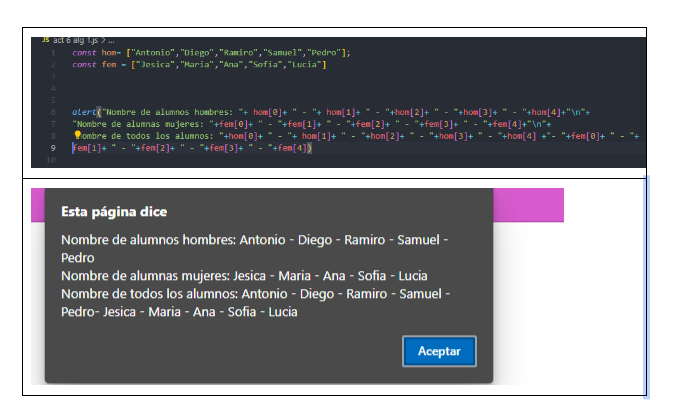 JS act 6 alg 1.js > ...
1 const hom= ["Antonio","Diego","Ramiro","Samuel","Pedro"];
2 const fem = ["Jesica","Maria","Ana","Sofia","Lucia"]
3
4
5
6 alert("Nombre de alumnos hombres: "+ hom[0]+ " - "+ hom[1]+ " - "+hom[2]+ " - "+hom[3]+ " - "+hom[4]+"\n"+
7 "Nombre de alumnas mujeres: "+fem[0]+ " - "+fem[1]+ " - "+fem[2]+ " - "+fem[3]+ " - "+fem[4]+"\n"+
8 ombre de todos los alumnos: "+hom[0]+ " - "+ hom[1]+ " - "+hom[2]+ " - "+hom[3]+ " - "+hom[4] +"- "+fem[0]+ " - "+
9 fem[1]+ " - "+fem[2]+ " - "+fem[3]+ " - "+fem[4])
10
Esta página dice
Nombre de alumnos hombres: Antonio - Diego - Ramiro - Samuel -
Pedro
Nombre de alumnas mujeres: Jesica - Maria - Ana - Sofia - Lucia
Nombre de todos los alumnos: Antonio - Diego - Ramiro - Samuel -
Pedro- Jesica - Maria - Ana - Sofia - Lucia
Aceptar